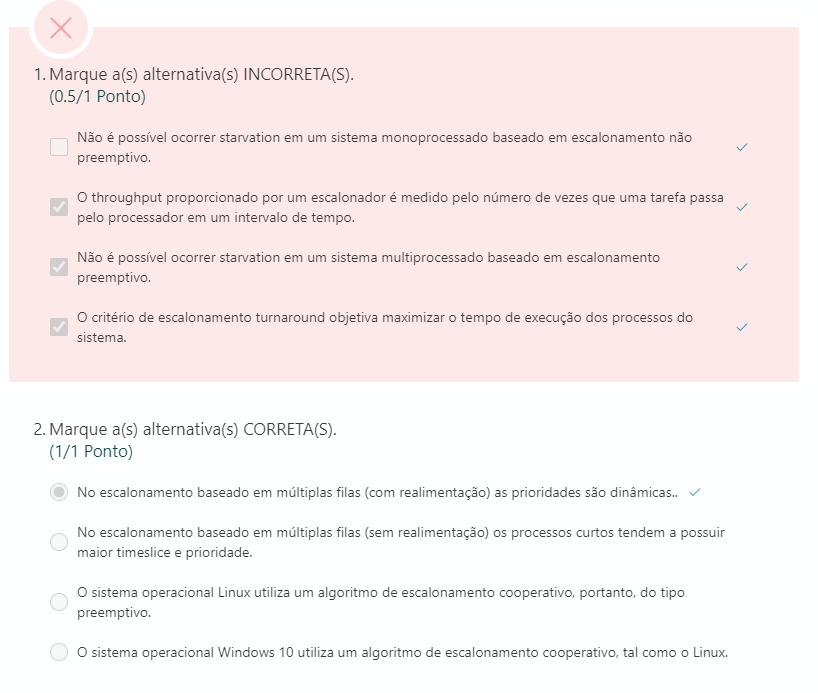 1. Marque a(s) alternativa(s) INCORRETA(S).
(0.5/1 Ponto)
Não é possível ocorrer starvation em um sistema monoprocessado baseado em escalonamento não
preemptivo.
O throughput proporcionado por um escalonador é medido pelo número de vezes que uma tarefa passa
pelo processador em um intervalo de tempo.
Não é possível ocorrer starvation em um sistema multiprocessado baseado em escalonamento
preemptivo.
O critério de escalonamento turnaround objetiva maximizar o tempo de execução dos processos do
sistema.
2. Marque a(s) alternativa(s) CORRETA(S).
(1/1 Ponto)
No escalonamento baseado em múltiplas filas (com realimentação) as prioridades são dinâmicas..
No escalonamento baseado em múltiplas filas (sem realimentação) os processos curtos tendem a possuir
maior timeslice e prioridade.
O sistema operacional Linux utiliza um algoritmo de escalonamento cooperativo, portanto, do tipo
preemptivo.
O sistema operacional Windows 10 utiliza um algoritmo de escalonamento cooperativo, tal como o Linux.